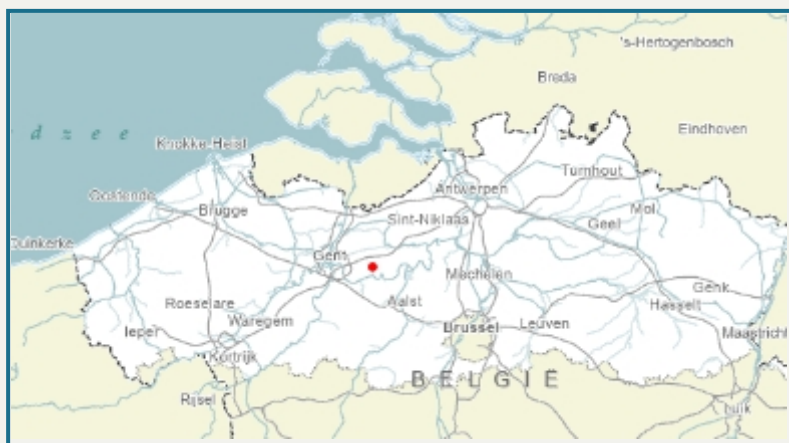 's-Hertogenbosch
Breda
Eindhoven
d z e e
Knokke-Heist
Turnhout
Antwerpen
Oostende
Brugge
Mol
Sint-Niklaas
Geel
Duinkerke
Gent
Mechelen
Genk
Roeselare
Aalst
Hasselt
Waregem
Brussel
Leuven
Ieper
Maastricht
Kortrijk
BELGIË
Rijsel
Luik